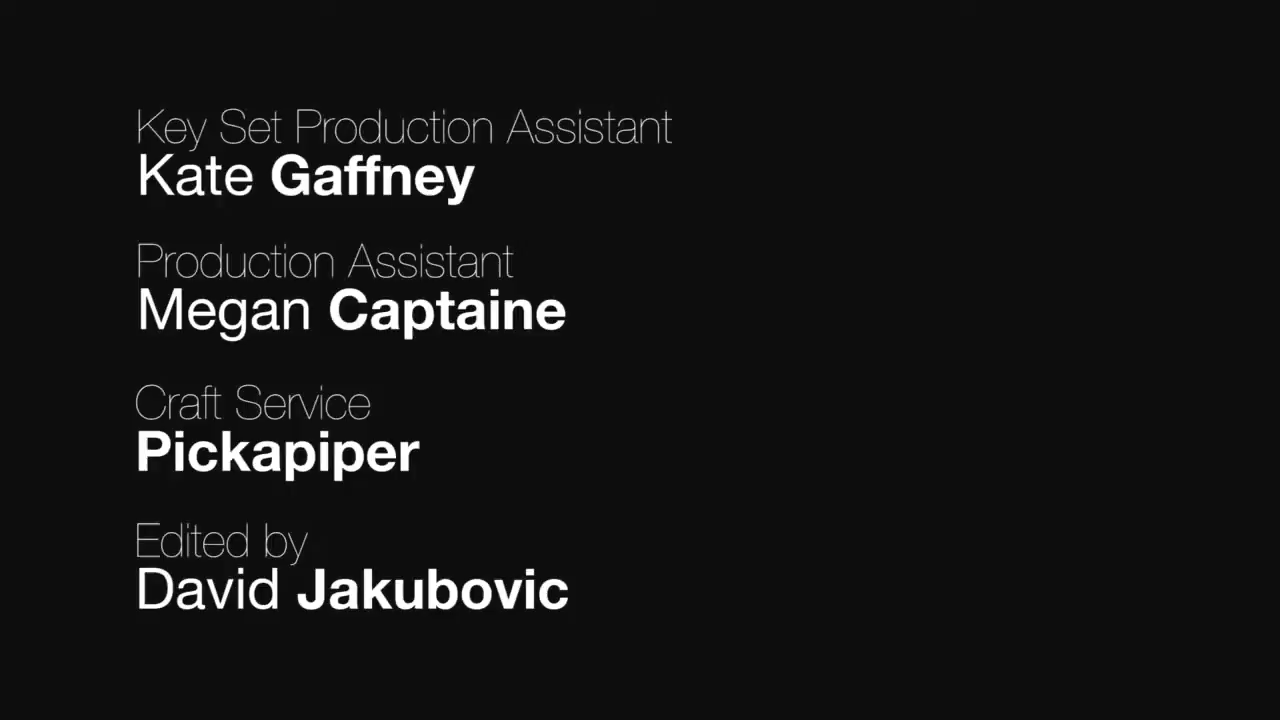 Key Set Production Assistant
Kate Gaffney
Production Assistant
Megan Captaine
Craft Service
Pickapiper
Edited by
David Jakubovic